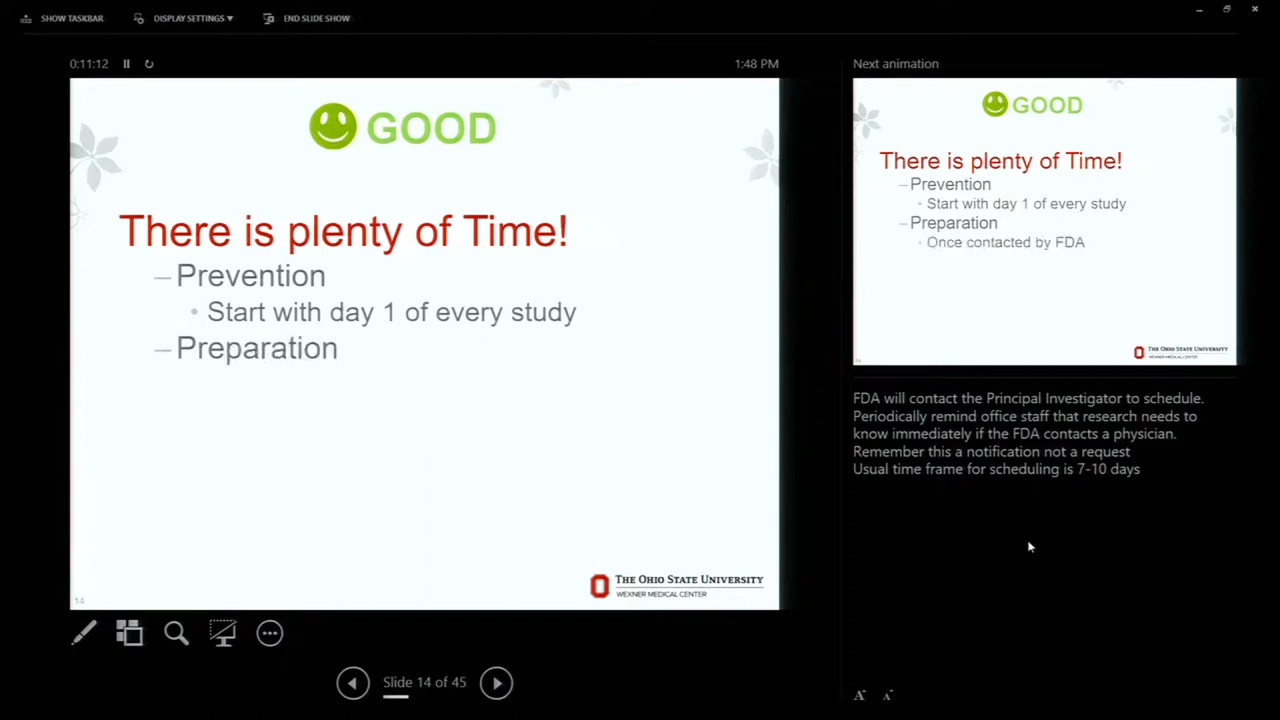 SHOW TASKBAR
DISPLAY SETTINGS
END SLIDE SHOW
0:11:12
1:48 PM
GOOD
There is plenty of Time!
– Prevention
• Start with day 1 of every study
– Preparation
THE OHIO STATE UNIVERSITY
WEXNER MEDICAL CENTER
14
Slide 14 of 45
Next animation
GOOD
There is plenty of Time!
– Prevention
• Start with day 1 of every study
– Preparation
• Once contacted by FDA
THE OHIO STATE UNIVERSITY
WEXNER MEDICAL CENTER
14
FDA will contact the Principal Investigator to schedule.
Periodically remind office staff that research needs to
know immediately if the FDA contacts a physician.
Remember this a notification not a request
Usual time frame for scheduling is 7-10 days
A A